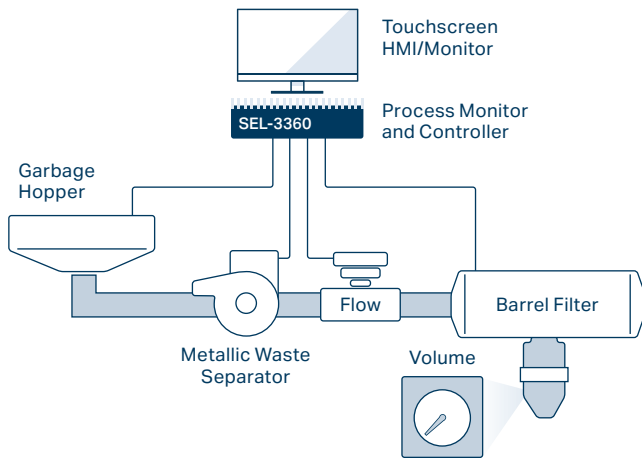 Touchscreen
HMI/Monitor
SEL-3360
Process Monitor
and Controller
Garbage
Hopper
Flow
Barrel Filter
Metallic Waste
Separator
Volume